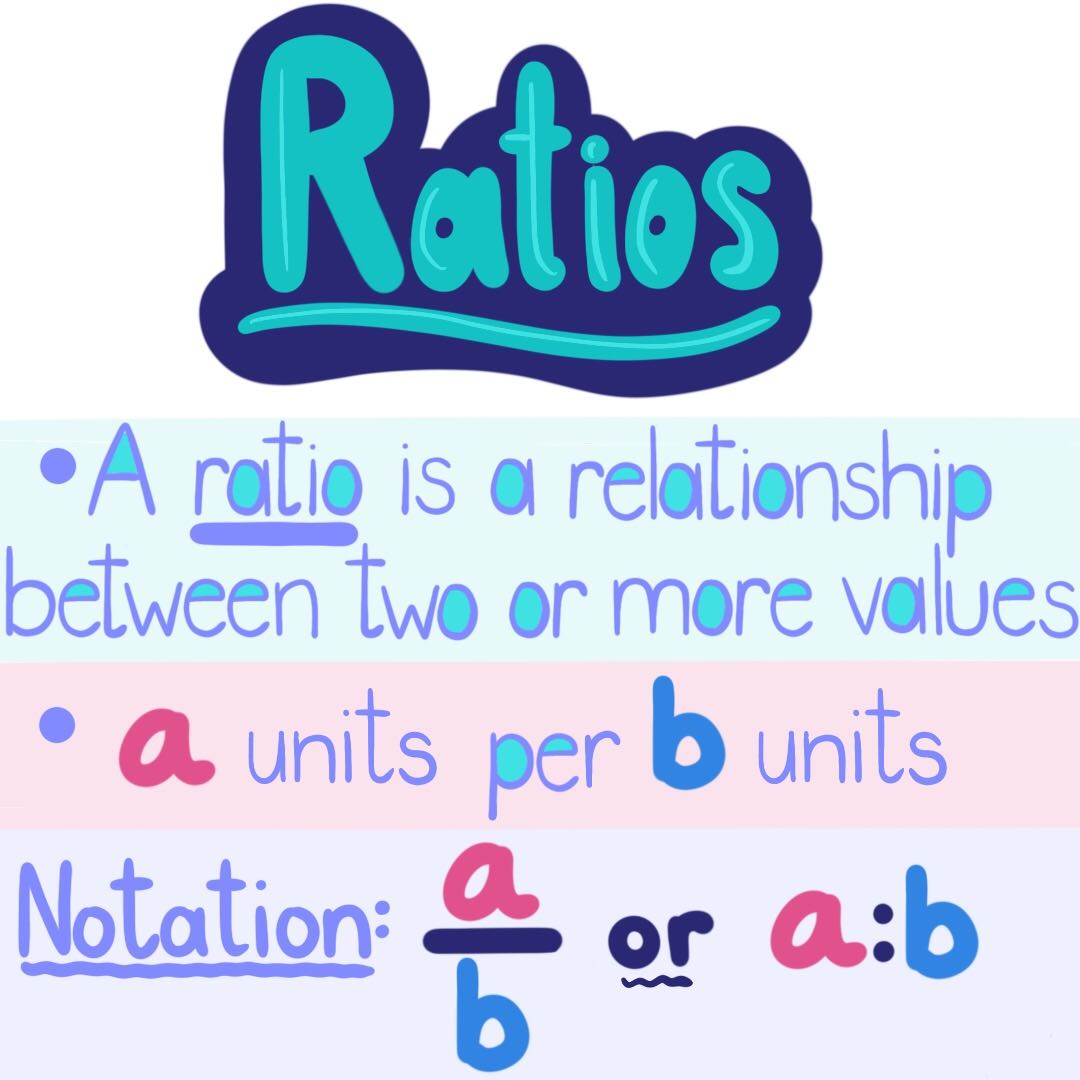 Ratios
• A ratio is a relationship
between two or more values
• a units per b units
Notation: a/b or a:b